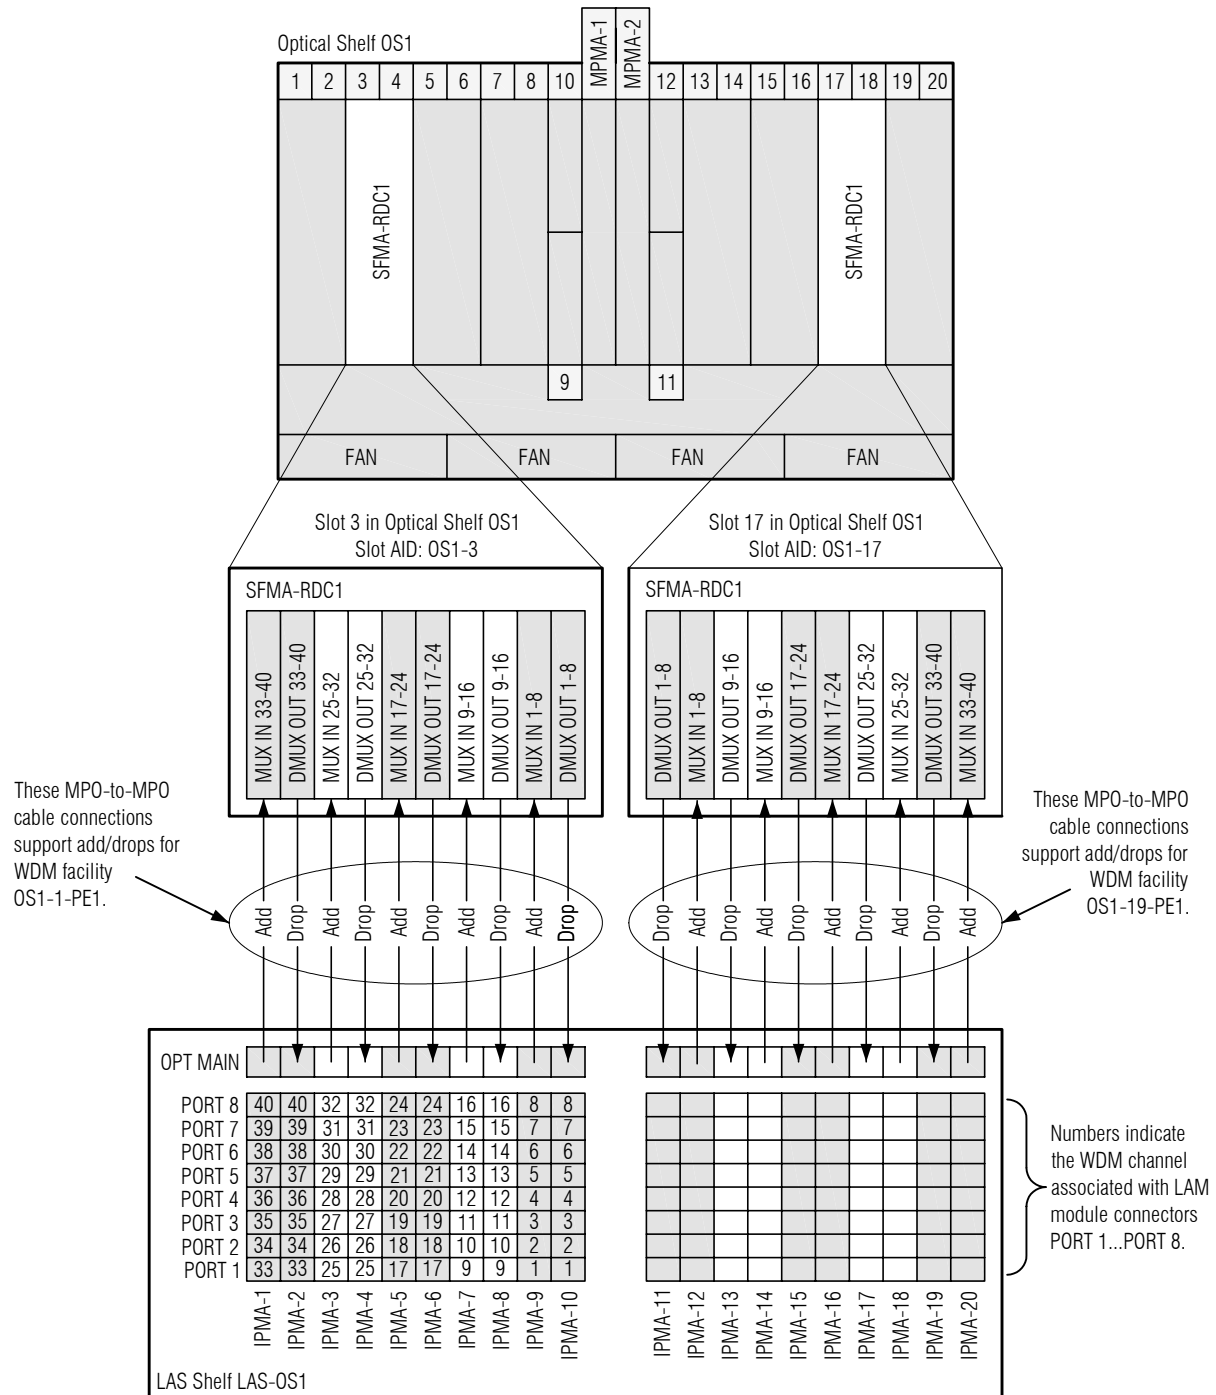 Optical Shelf OS1
MPMA-1
MPMA-2
1 2 3 4 5 6 7 8 10 12 13 14 15 16 17 18 19 20
SFMA-RDC1
SFMA-RDC1
9
11
FAN FAN FAN FAN
Slot 3 in Optical Shelf OS1
Slot AID: OS1-3
Slot 17 in Optical Shelf OS1
Slot AID: OS1-17
SFMA-RDC1
MUX IN 33-40
DMUX OUT 33-40
MUX IN 25-32
DMUX OUT 25-32
MUX IN 17-24
DMUX OUT 17-24
MUX IN 9-16
DMUX OUT 9-16
MUX IN 1-8
DMUX OUT 1-8
SFMA-RDC1
DMUX OUT 1-8
MUX IN 1-8
DMUX OUT 9-16
MUX IN 9-16
DMUX OUT 17-24
MUX IN 17-24
DMUX OUT 25-32
MUX IN 25-32
DMUX OUT 33-40
MUX IN 33-40
These MPO-to-MPO
cable connections
support add/drops for
WDM facility
OS1-1-PE1.
Add
Drop
Add
Drop
Add
Drop
Add
Drop
Add
Drop
Drop
Add
Drop
Add
Drop
Add
Drop
Add
Drop
Add
These MPO-to-MPO
cable connections
support add/drops for
WDM facility
OS1-19-PE1.
OPT MAIN
PORT 8 40 40 32 32 24 24 16 16 8 8
PORT 7 39 39 31 31 23 23 15 15 7 7
PORT 6 38 38 30 30 22 22 14 14 6 6
PORT 5 37 37 29 29 21 21 13 13 5 5
PORT 4 36 36 28 28 20 20 12 12 4 4
PORT 3 35 35 27 27 19 19 11 11 3 3
PORT 2 34 34 26 26 18 18 10 10 2 2
PORT 1 33 33 25 25 17 17 9 9 1 1
IPMA-1
IPMA-2
IPMA-3
IPMA-4
IPMA-5
IPMA-6
IPMA-7
IPMA-8
IPMA-9
IPMA-10
IPMA-11
IPMA-12
IPMA-13
IPMA-14
IPMA-15
IPMA-16
IPMA-17
IPMA-18
IPMA-19
IPMA-20
Numbers indicate
the WDM channel
associated with LAM
module connectors
PORT 1...PORT 8.
LAS Shelf LAS-OS1